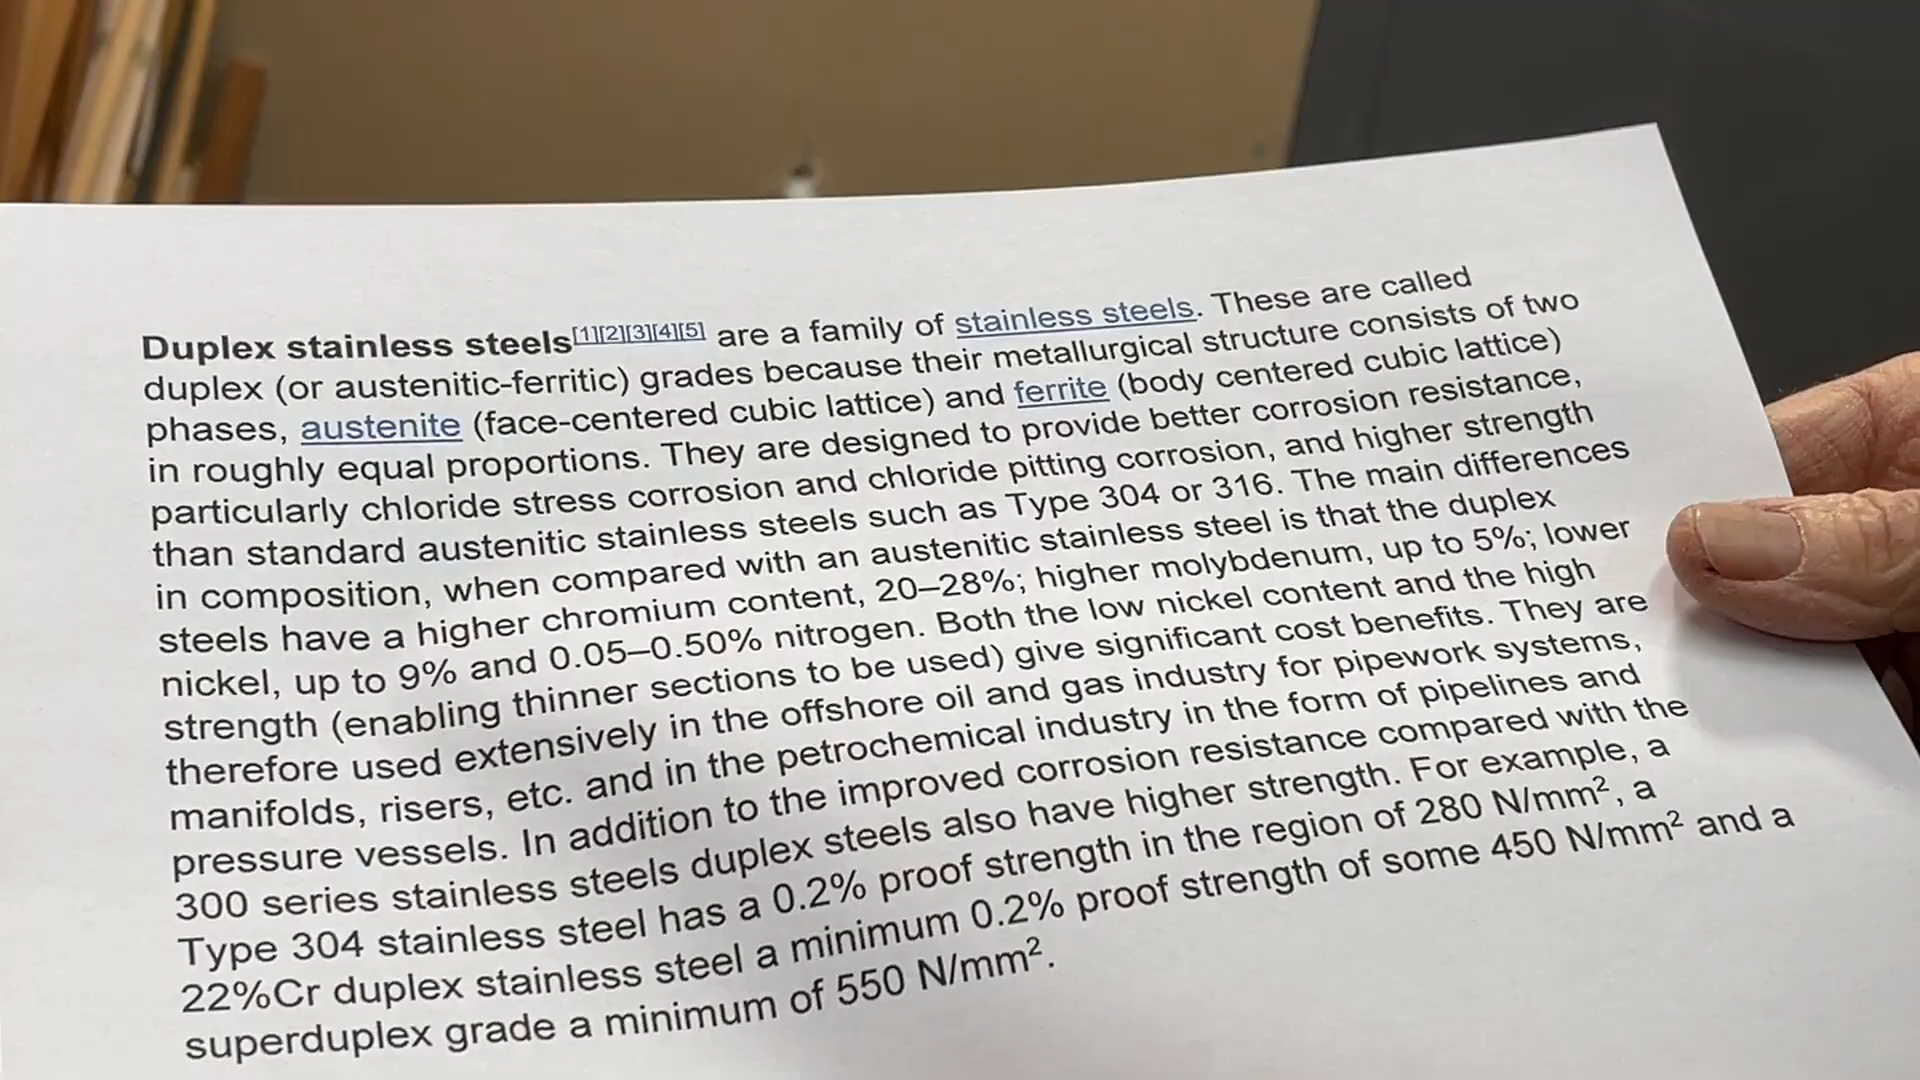 Duplex stainless steels[1][2][3][4][5] are a family of stainless steels. These are called
duplex (or austenitic-ferritic) grades because their metallurgical structure consists of two
phases, austenite (face-centered cubic lattice) and ferrite (body centered cubic lattice)
in roughly equal proportions. They are designed to provide better corrosion resistance,
particularly chloride stress corrosion and chloride pitting corrosion, and higher strength
than standard austenitic stainless steels such as Type 304 or 316. The main differences
in composition, when compared with an austenitic stainless steel is that the duplex
steels have a higher chromium content, 20–28%; higher molybdenum, up to 5%; lower
nickel, up to 9% and 0.05–0.50% nitrogen. Both the low nickel content and the high
strength (enabling thinner sections to be used) give significant cost benefits. They are
therefore used extensively in the offshore oil and gas industry for pipework systems,
manifolds, risers, etc. and in the petrochemical industry in the form of pipelines and
pressure vessels. In addition to the improved corrosion resistance compared with the
300 series stainless steels duplex steels also have higher strength. For example, a
Type 304 stainless steel has a 0.2% proof strength in the region of 280 N/mm², a
22%Cr duplex stainless steel a minimum 0.2% proof strength of some 450 N/mm² and a
superduplex grade a minimum of 550 N/mm².